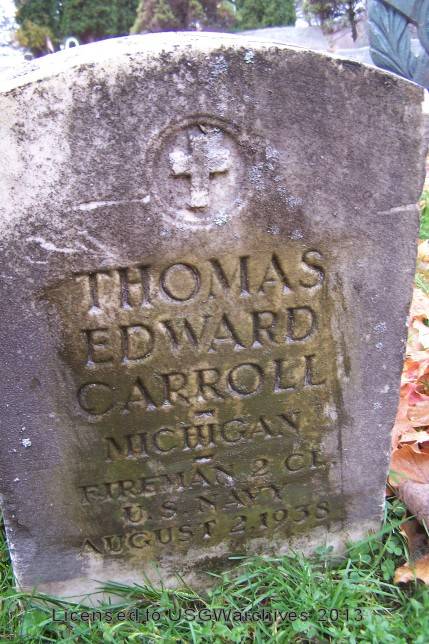 THOMAS
EDWARD
CARROLL
MICHIGAN
FIREMAN 2 CL.
U.S. NAVY
AUGUST 2, 1938
Licensed to USGWarchives 2013